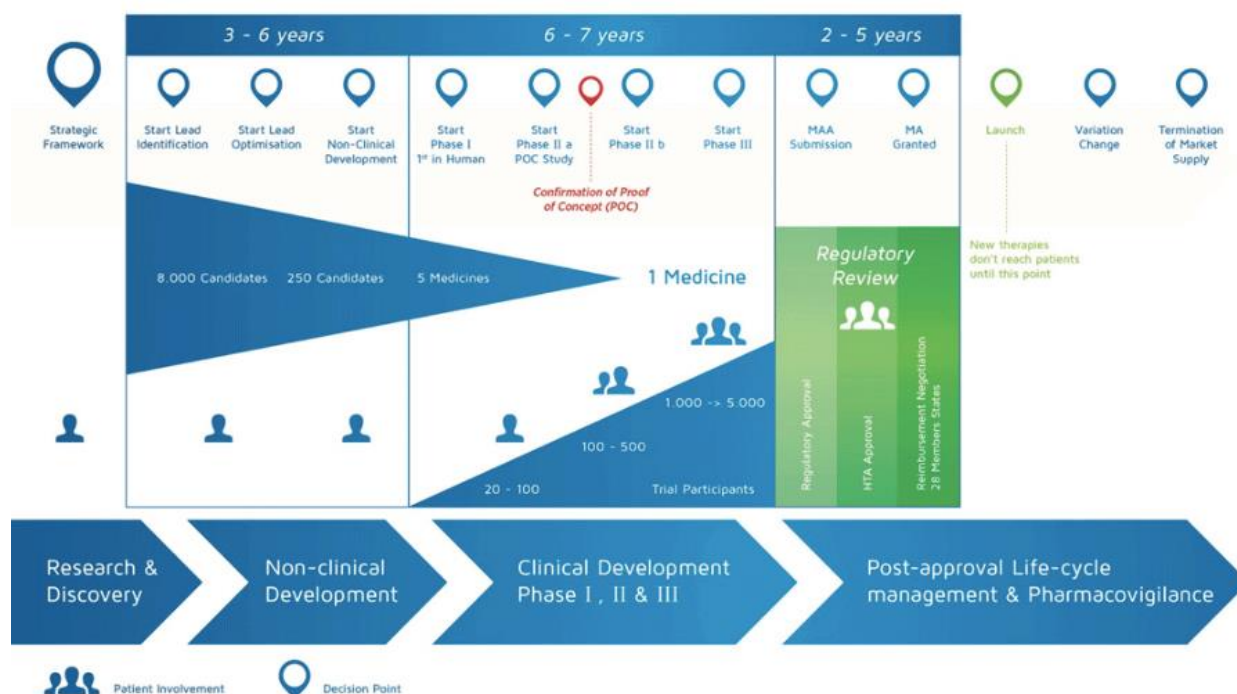 3 - 6 years
6 - 7 years
2 - 5 years
Strategic
Framework
Start Lead
Identification
Start Lead
Optimisation
Start
Non-Clinical
Development
Start
Phase I
1st in Human
Start
Phase II a
POC Study
Start
Phase II b
Start
Phase III
MAA
Submission
MA
Granted
Launch
Variation
Change
Termination
of Market
Supply
Confirmation of Proof
of Concept (POC)
8.000 Candidates
250 Candidates
5 Medicines
1 Medicine
Regulatory
Review
New therapies
don't reach patients
until this point
1.000 -> 5.000
100 - 500
20 - 100
Trial Participants
Regulatory Approval
HTA Approval
Reimbursement Negotiation
28 Members States
Research &
Discovery
Non-clinical
Development
Clinical Development
Phase I , II & III
Post-approval Life-cycle
management & Pharmacovigilance
Patient Involvement
Decision Point